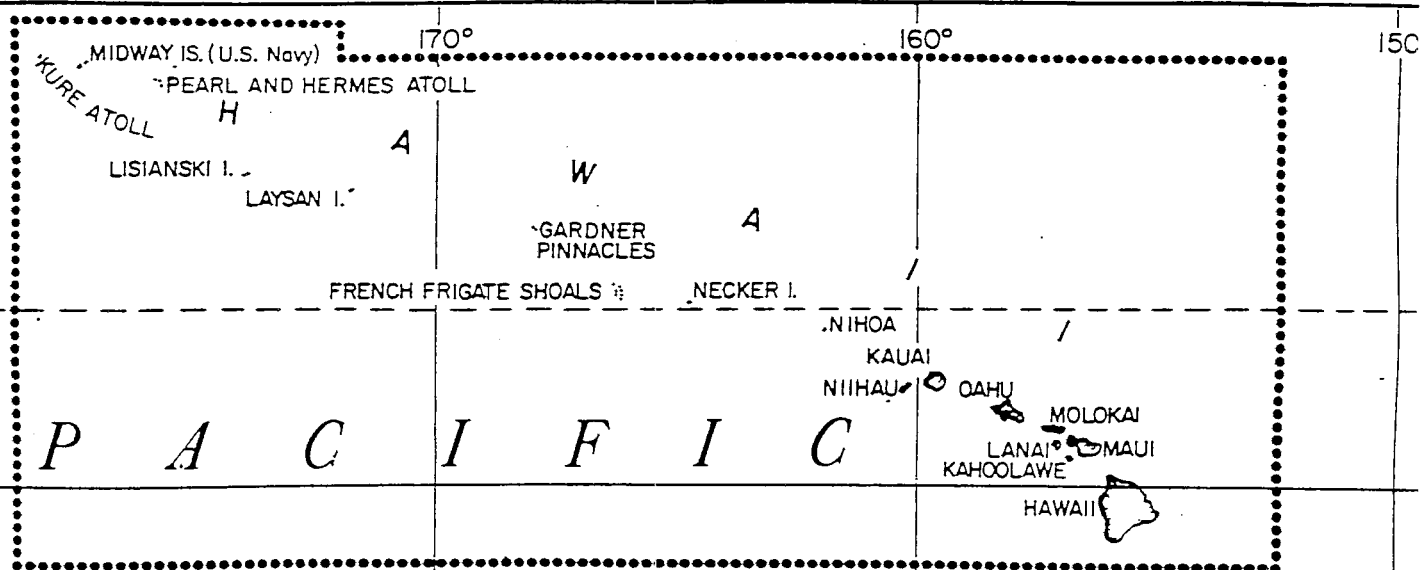 170°
160°
150
MIDWAY IS. (U.S. Navy)
KURE ATOLL
PEARL AND HERMES ATOLL
H A W A I I
LISIANSKI I.
LAYSAN I.
GARDNER
PINNACLES
FRENCH FRIGATE SHOALS
NECKER I.
NIHOA
KAUAI
NIIHAU
OAHU
MOLOKAI
LANAI
MAUI
KAHOOLAWE
HAWAII
P A C I F I C